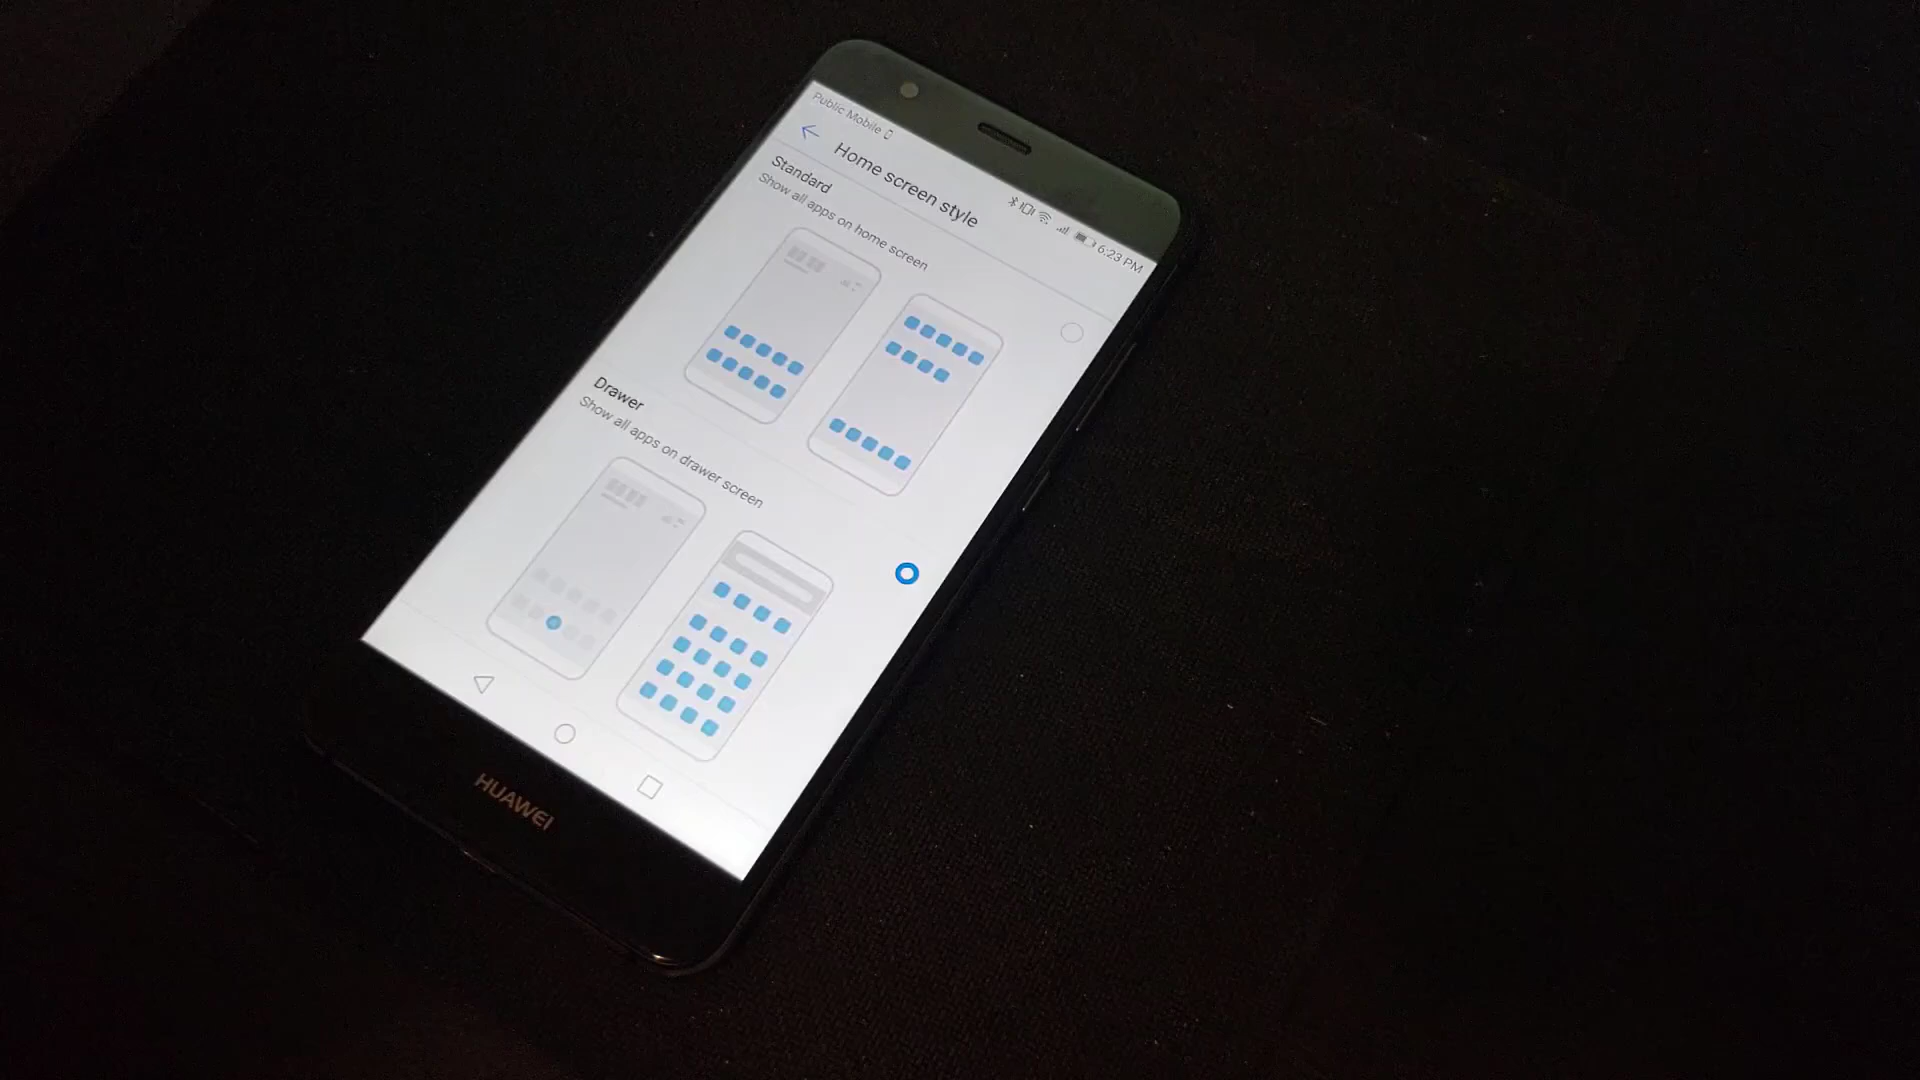 Public Mobile
6:23 PM
Home screen style
Standard
Show all apps on home screen
Drawer
Show all apps on drawer screen
HUAWEI